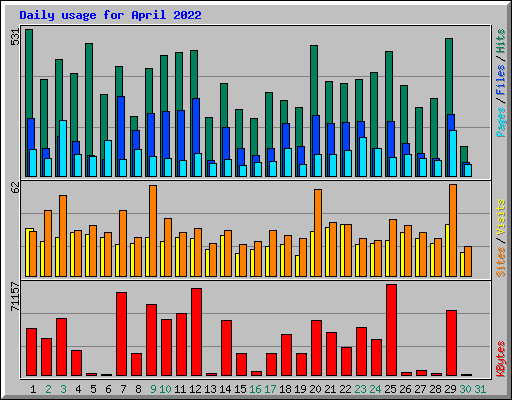 Daily usage for April 2022
531
Pages / Files / Hits
62
Sites / Visits
71157
KBytes
1 2 3 4 5 6 7 8 9 10 11 12 13 14 15 16 17 18 19 20 21 22 23 24 25 26 27 28 29 30 31